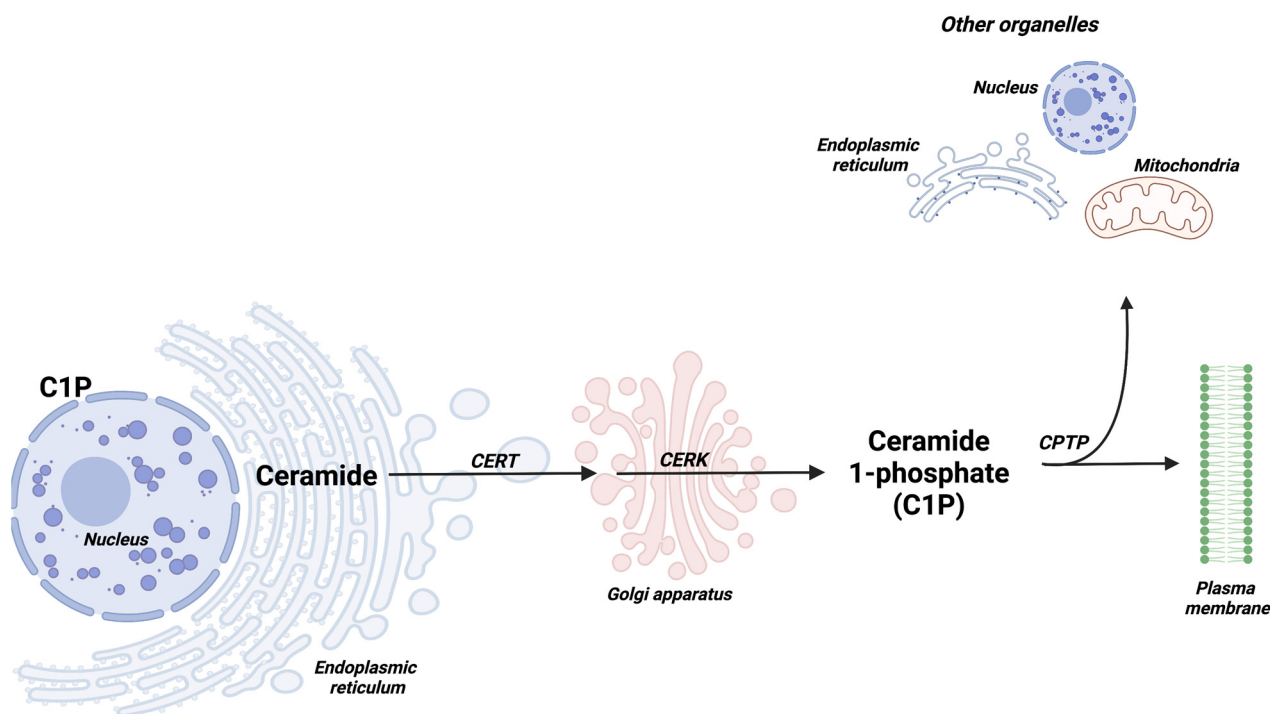 Other organelles
Nucleus
Endoplasmic
reticulum
Mitochondria
C1P
Nucleus
Ceramide
CERT
CERK
Ceramide
1-phosphate
(C1P)
CPTP
Golgi apparatus
Plasma
membrane
Endoplasmic
reticulum